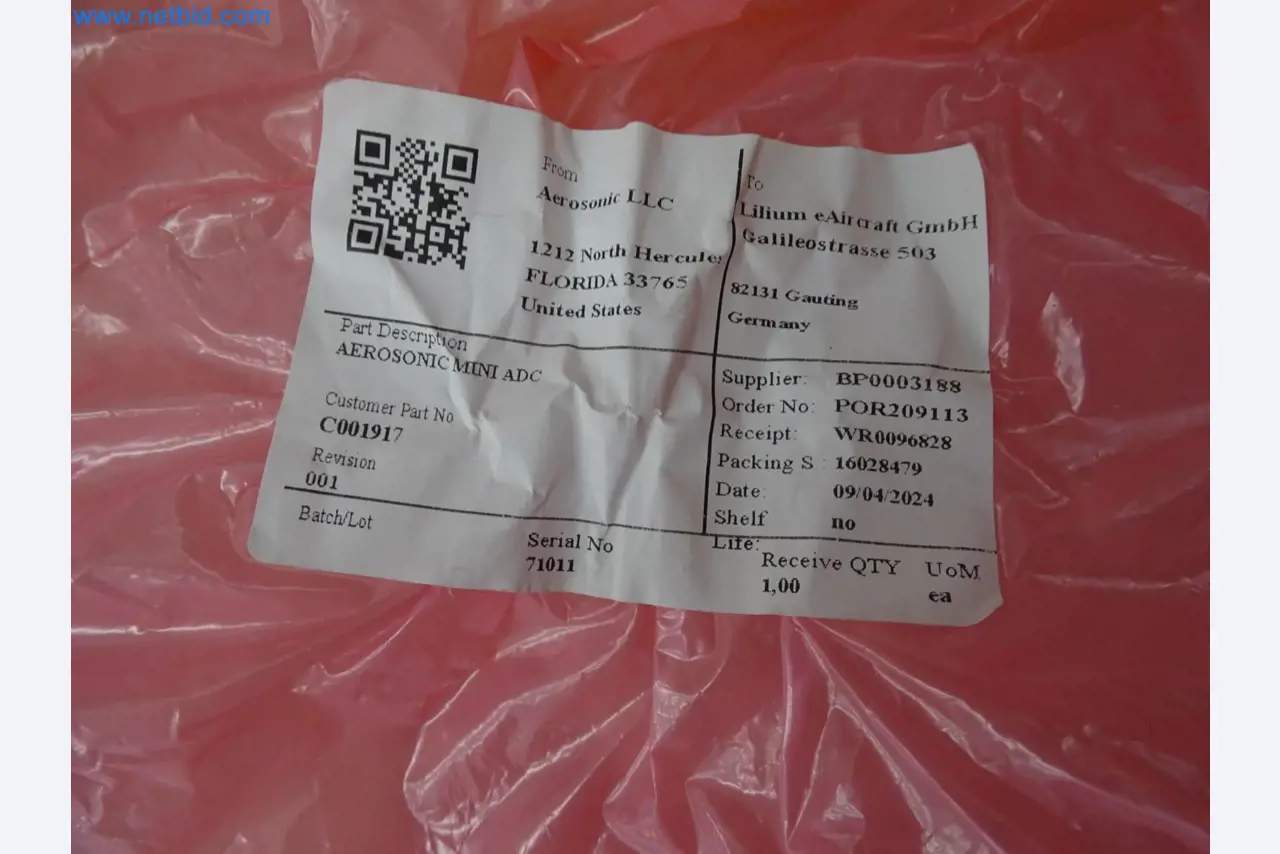 www.netbid.com
From
Aerosonic LLC
1212 North Hercules
FLORIDA 33765
United States
To
Lilium eAircraft GmbH
Galileostrasse 503
82131 Gauting
Germany
Part Description
AEROSONIC MINI ADC
Customer Part No
C001917
Revision
001
Supplier: BP0003188
Order No: POR209113
Receipt: WR0096828
Packing S : 16028479
Date: 09/04/2024
Shelf no
Life:
Batch/Lot
Serial No
71011
Receive QTY UoM
1,00 ea